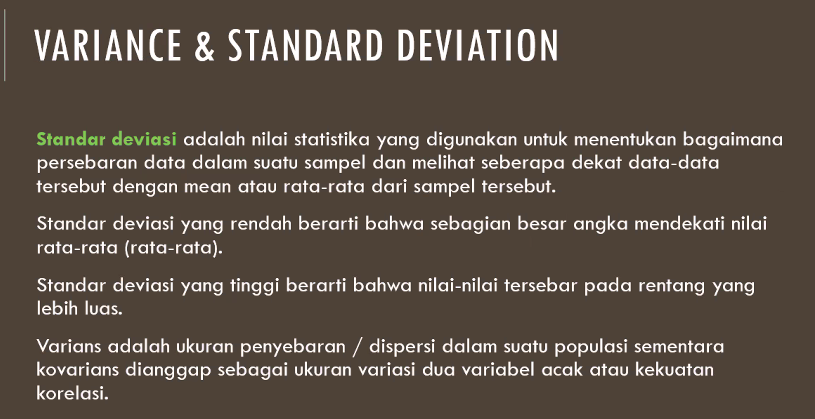 VARIANCE & STANDARD DEVIATION
Standar deviasi adalah nilai statistika yang digunakan untuk menentukan bagaimana
persebaran data dalam suatu sampel dan melihat seberapa dekat data-data
tersebut dengan mean atau rata-rata dari sampel tersebut.
Standar deviasi yang rendah berarti bahwa sebagian besar angka mendekati nilai
rata-rata (rata-rata).
Standar deviasi yang tinggi berarti bahwa nilai-nilai tersebar pada rentang yang
lebih luas.
Varians adalah ukuran penyebaran / dispersi dalam suatu populasi sementara
kovarians dianggap sebagai ukuran variasi dua variabel acak atau kekuatan
korelasi.